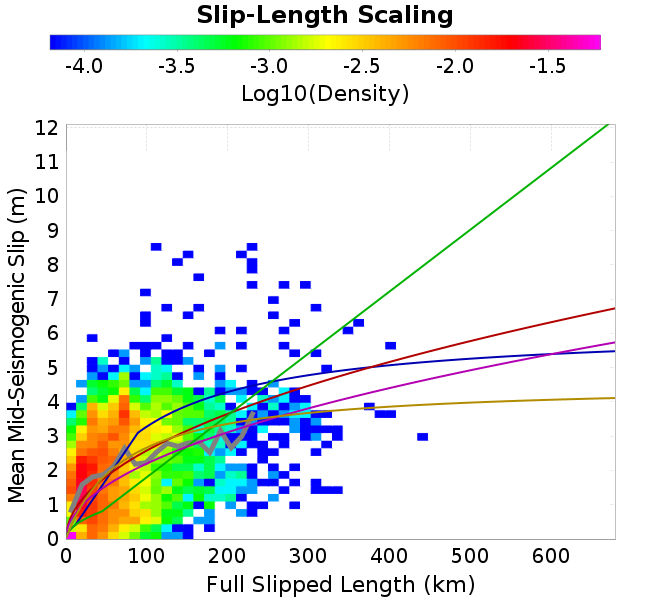 Slip-Length Scaling
-4.0 -3.5 -3.0 -2.5 -2.0 -1.5
Log10(Density)
12
11
10
9
8
7
6
5
4
3
2
1
0
Mean Mid-Seismogenic Slip (m)
0 100 200 300 400 500 600
Full Slipped Length (km)